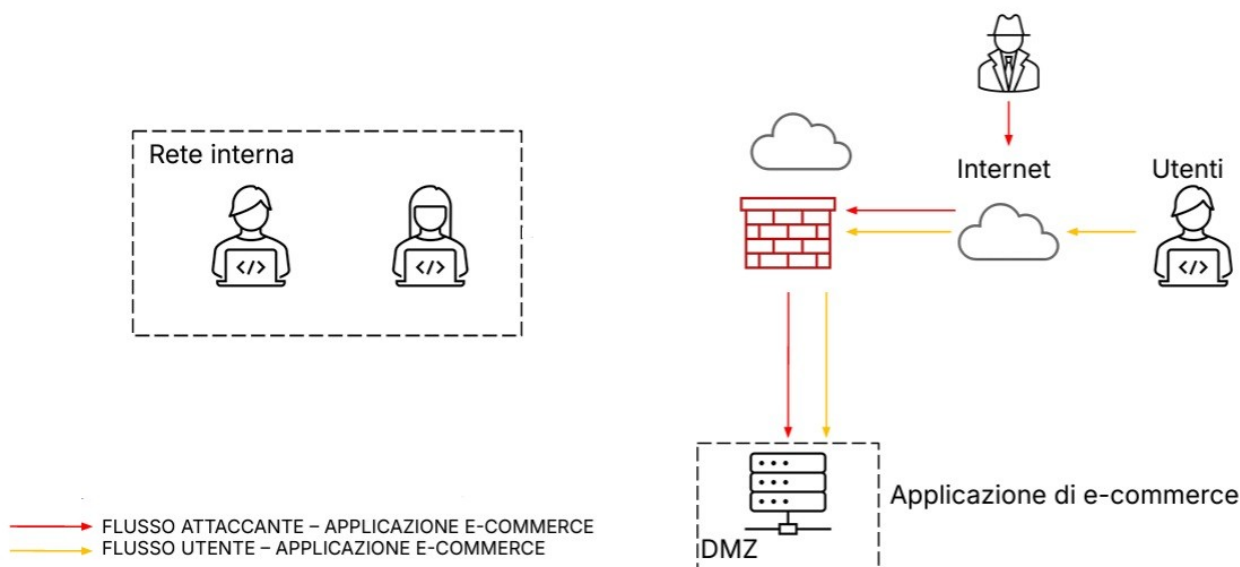 Rete interna
</>
</>
Internet
Utenti
</>
Applicazione di e-commerce
DMZ
FLUSSO ATTACCANTE – APPLICAZIONE E-COMMERCE
FLUSSO UTENTE – APPLICAZIONE E-COMMERCE